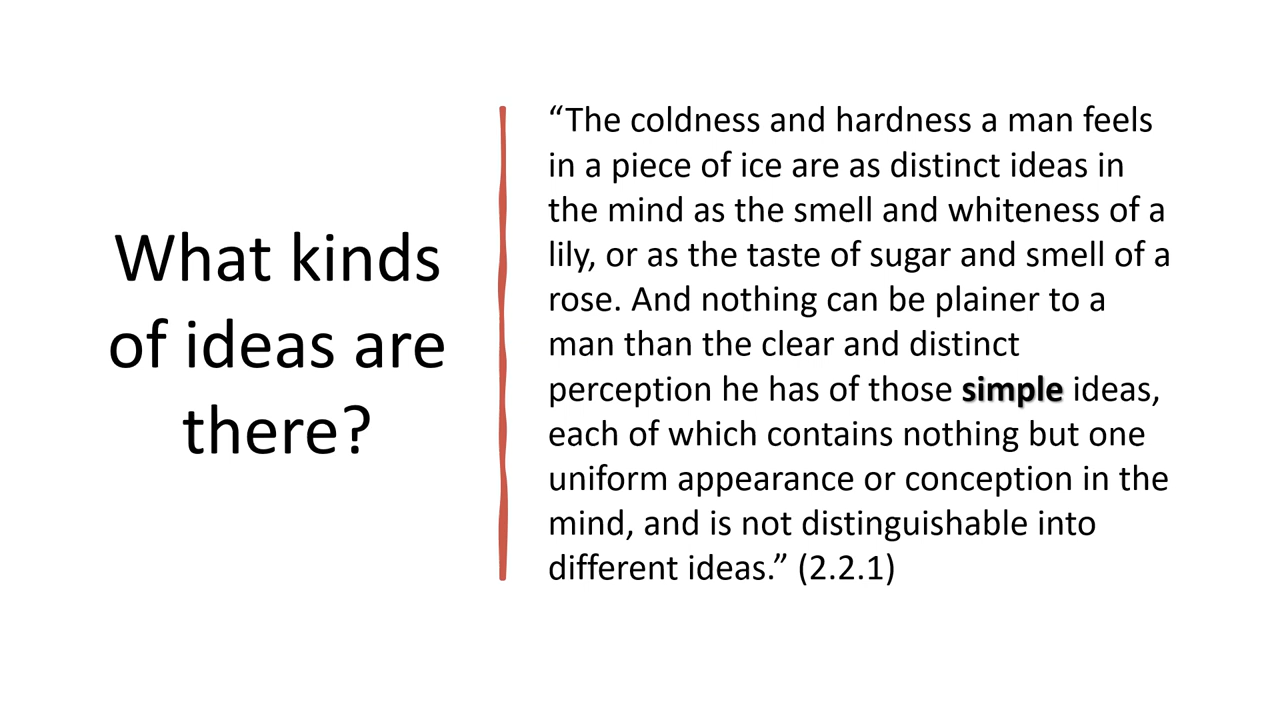 What kinds
of ideas are
there?
“The coldness and hardness a man feels
in a piece of ice are as distinct ideas in
the mind as the smell and whiteness of a
lily, or as the taste of sugar and smell of a
rose. And nothing can be plainer to a
man than the clear and distinct
perception he has of those simple ideas,
each of which contains nothing but one
uniform appearance or conception in the
mind, and is not distinguishable into
different ideas.” (2.2.1)